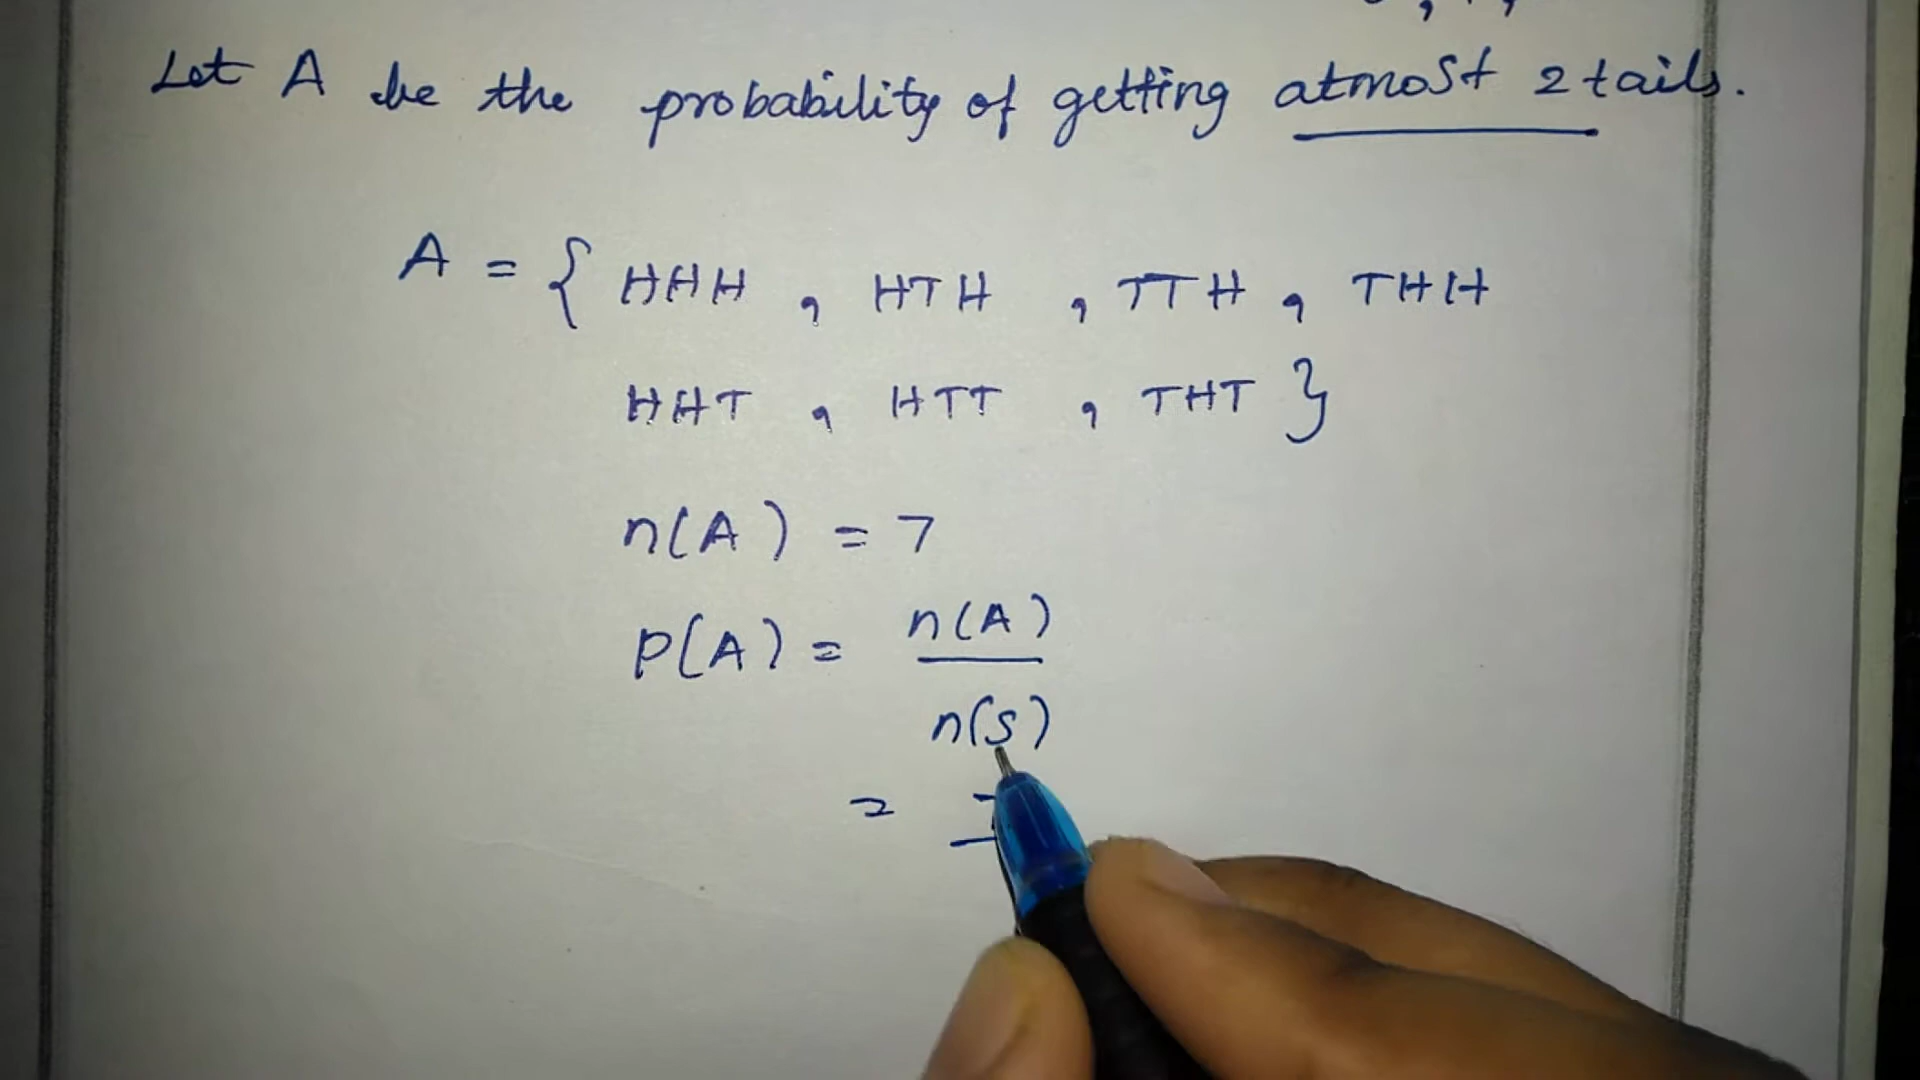 Let A be the probability of getting atmost 2 tails.
A = { HHH , HTH , TTH , THH
HHT , HTT , THT }
n(A) = 7
P(A) = n(A)
n(S)
=